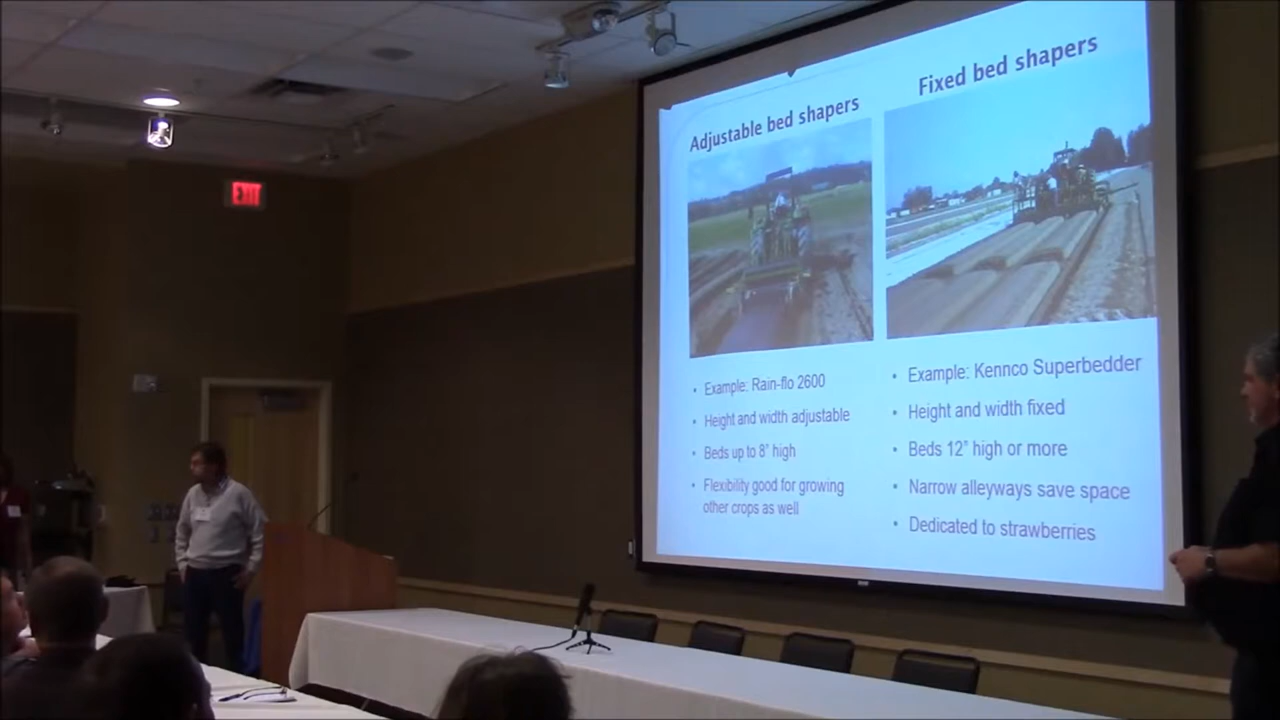 EXIT
Adjustable bed shapers
• Example: Rain-flo 2600
• Height and width adjustable
• Beds up to 8" high
• Flexibility good for growing
other crops as well
Fixed bed shapers
• Example: Kennco Superbedder
• Height and width fixed
• Beds 12" high or more
• Narrow alleyways save space
• Dedicated to strawberries